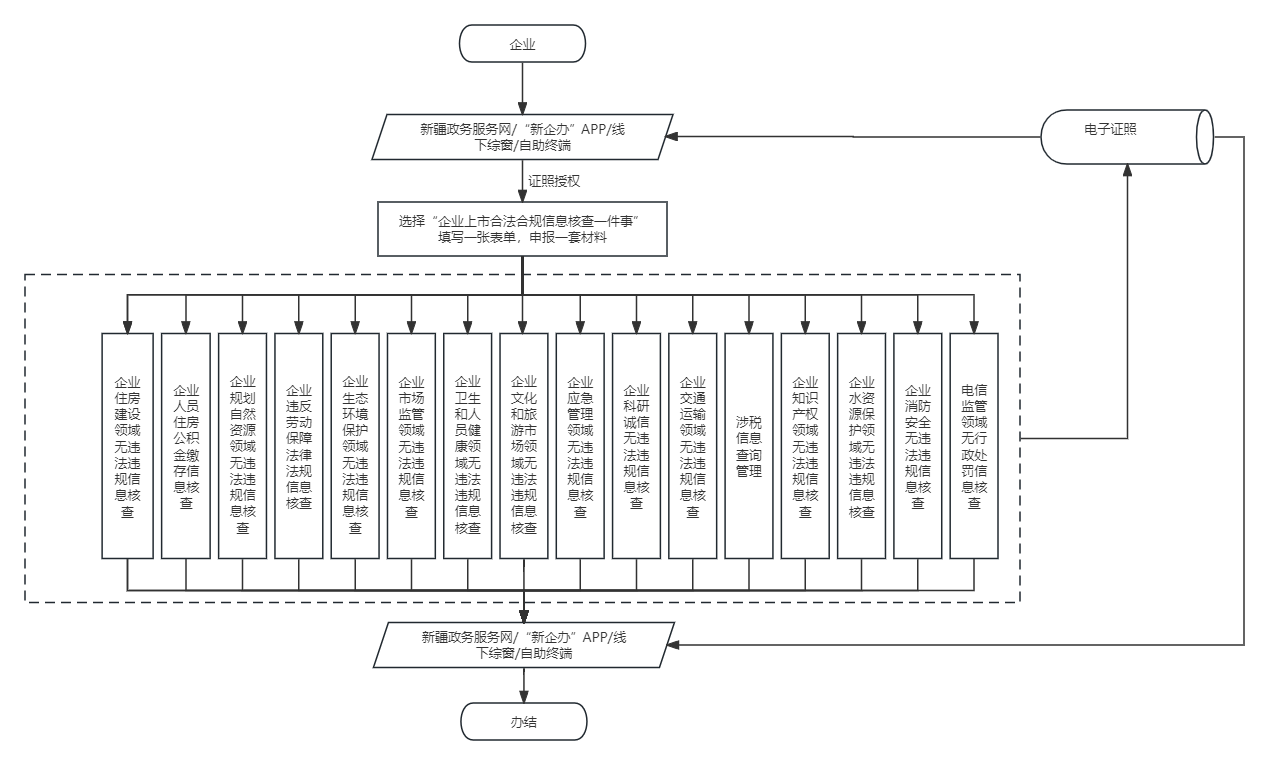 企业
新疆政务服务网/“新企办”APP/线
下综窗/自助终端
电子证照
证照授权
选择“企业上市合法合规信息核查一件事”
填写一张表单，申报一套材料
企业
住房
建设
领域
无违
法违
规信
息核
查
企业
人员
住房
公积
金缴
存信
息核
查
企业
规划
自然
资源
领域
无违
法违
规信
息核
查
企业
违反
劳动
保障
法律
法规
信息
核查
企业
生态
环境
保护
领域
无违
法违
规信
息核
查
企业
市场
监管
领域
无违
法违
规信
息核
查
企业
卫生
和人
员健
康领
域无
违法
违规
信息
核查
企业
文化
和旅
游市
场领
域无
违法
违规
信息
核查
企业
应急
管理
领域
无违
法违
规信
息核
查
企业
科研
诚信
无违
法违
规信
息核
查
企业
交通
运输
领域
无违
法违
规信
息核
查
涉税
信息
查询
管理
企业
知识
产权
领域
无违
法违
规信
息核
查
企业
水资
源保
护领
域无
违法
违规
信息
核查
企业
消防
安全
无违
法违
规信
息核
查
电信
监管
领域
无行
政处
罚信
息核
查
新疆政务服务网/“新企办”APP/线
下综窗/自助终端
办结